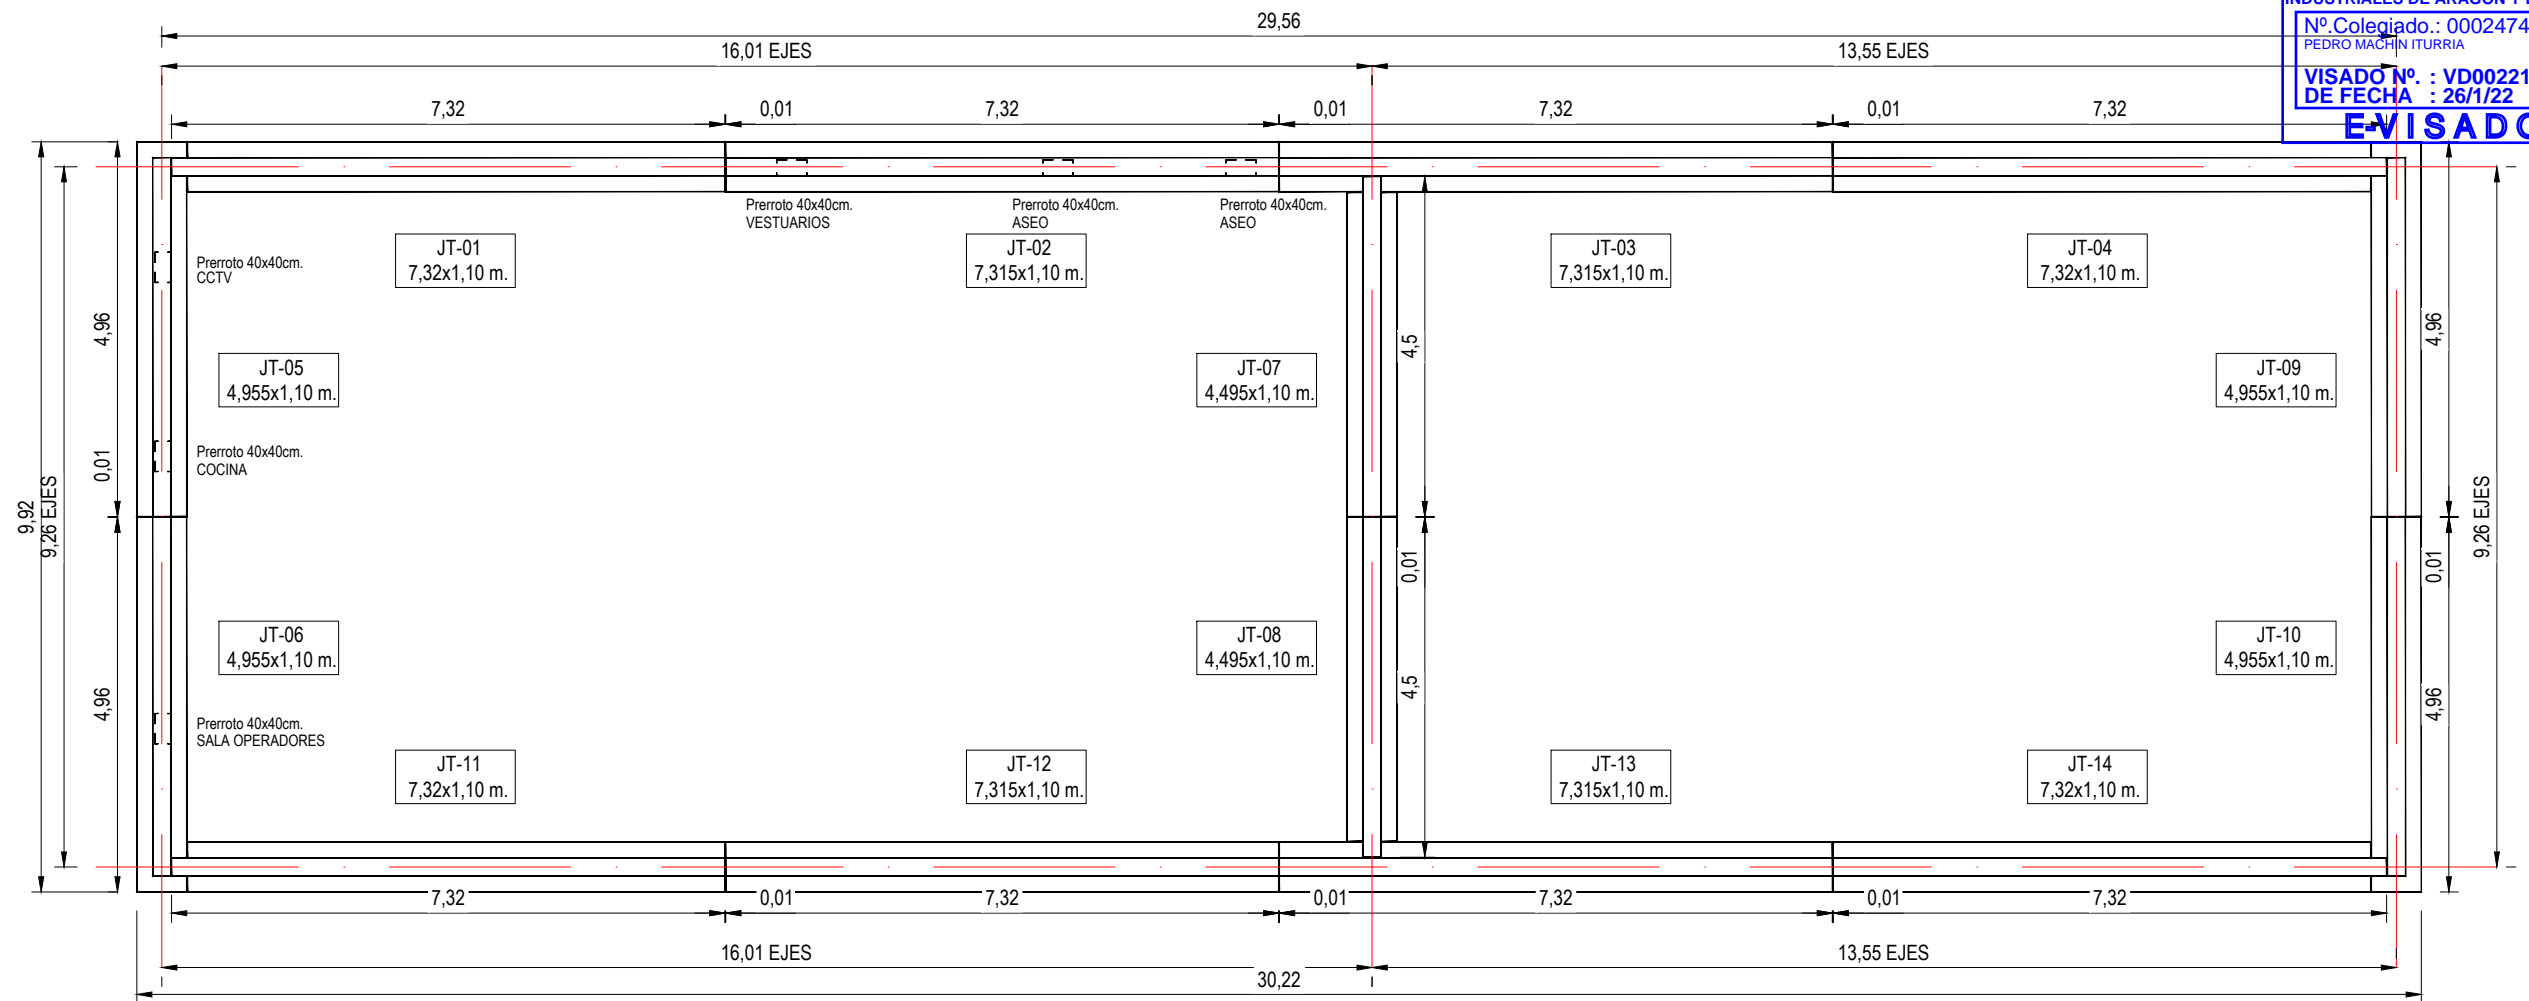 29,56
INDUSTRIALES DE ARAGON Y
Nº.Colegiado.: 0002474
PEDRO MACHIN ITURRIA
VISADO Nº. : VD00221
DE FECHA : 26/1/22
E-VISADO
16,01 EJES
13,55 EJES
7,32
0,01
7,32
0,01
7,32
0,01
7,32
Prerroto 40x40cm.
VESTUARIOS
Prerroto 40x40cm.
ASEO
Prerroto 40x40cm.
ASEO
JT-01
7,32x1,10 m.
JT-02
7,315x1,10 m.
JT-03
7,315x1,10 m.
JT-04
7,32x1,10 m.
Prerroto 40x40cm.
CCTV
4,96
4,5
4,96
JT-05
4,955x1,10 m.
JT-07
4,495x1,10 m.
JT-09
4,955x1,10 m.
Prerroto 40x40cm.
COCINA
0,01
9,92
9,26 EJES
0,01
0,01
9,26 EJES
JT-06
4,955x1,10 m.
JT-08
4,495x1,10 m.
JT-10
4,955x1,10 m.
4,96
4,5
4,96
Prerroto 40x40cm.
SALA OPERADORES
JT-11
7,32x1,10 m.
JT-12
7,315x1,10 m.
JT-13
7,315x1,10 m.
JT-14
7,32x1,10 m.
7,32
0,01
7,32
0,01
7,32
0,01
7,32
16,01 EJES
13,55 EJES
30,22